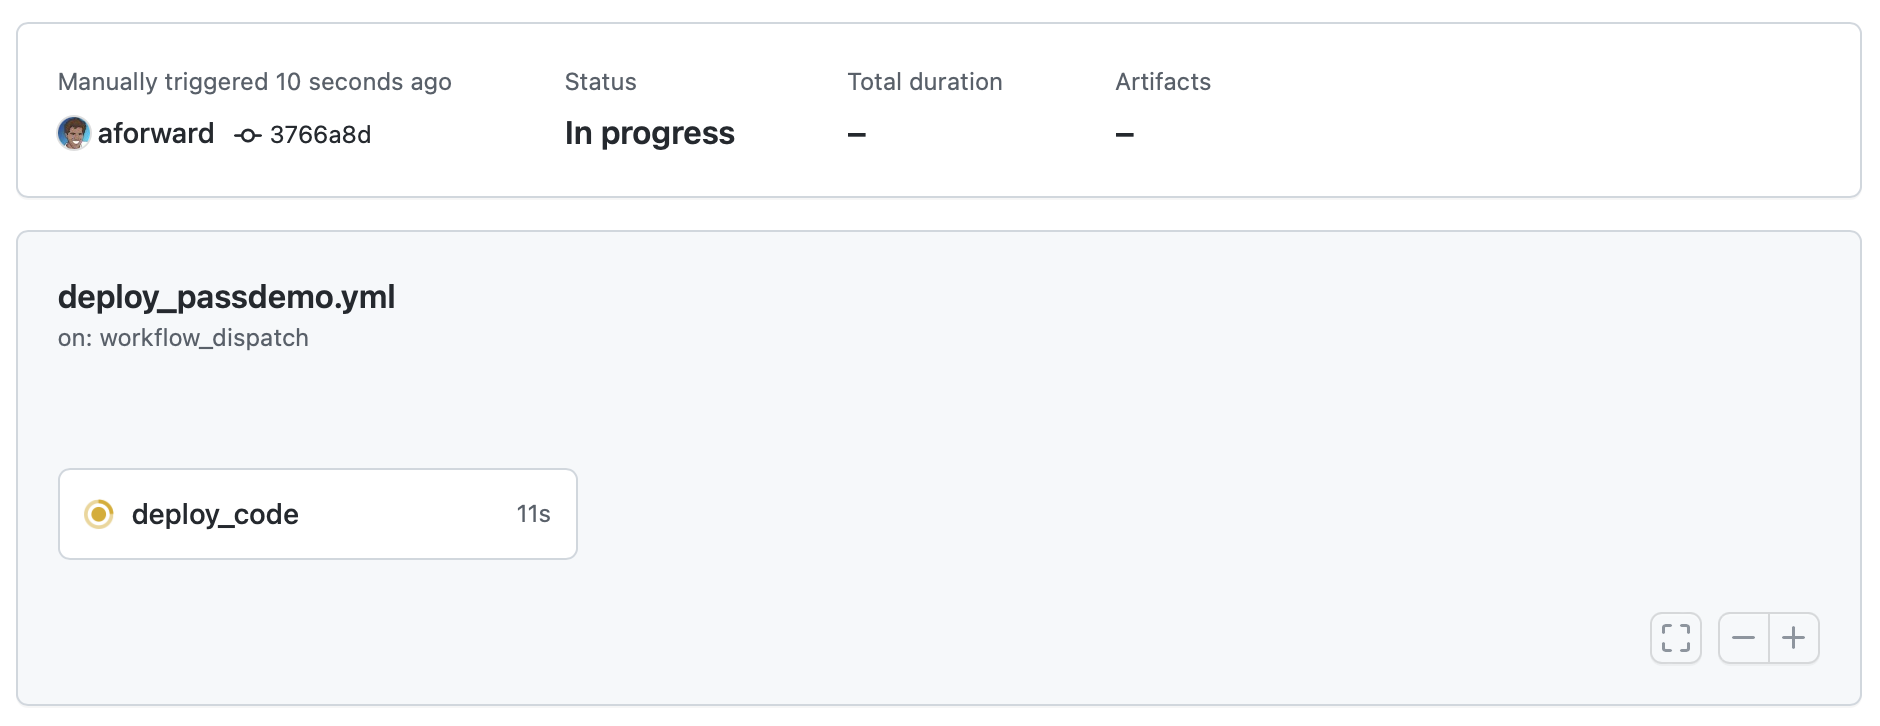 Manually triggered 10 seconds ago
aforward 3766a8d
Status
In progress
Total duration
–
Artifacts
–
deploy_passdemo.yml
on: workflow_dispatch
deploy_code 11s